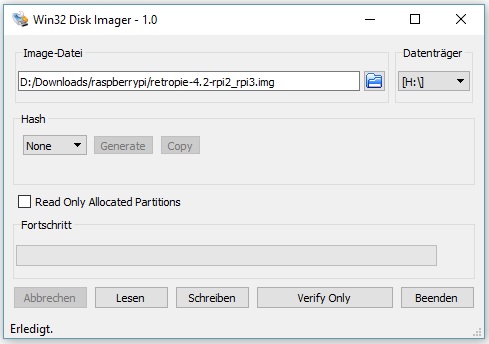 Win32 Disk Imager - 1.0
Image-Datei
Datenträger
D:/Downloads/raspberrypi/retropie-4.2-rpi2_rpi3.img
[H:\]
Hash
None
Generate
Copy
Read Only Allocated Partitions
Fortschritt
Abbrechen
Lesen
Schreiben
Verify Only
Beenden
Erledigt.